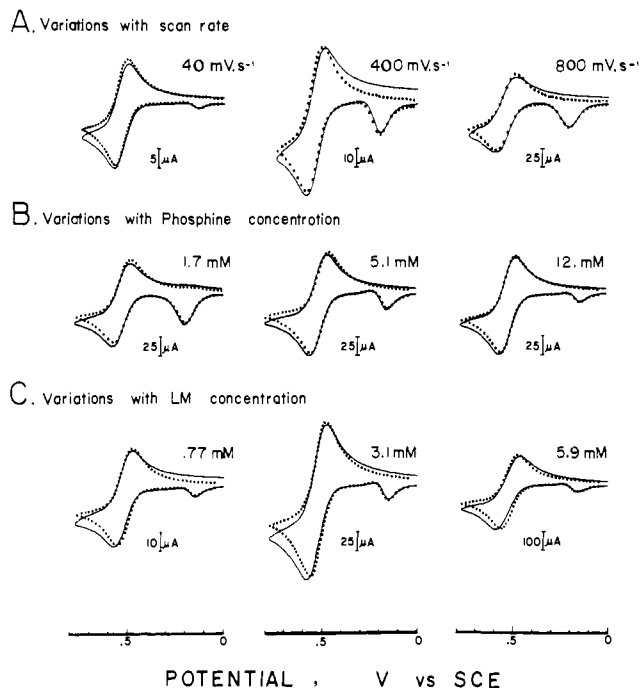 A. Variations with scan rate
40 mV.s⁻¹ 400 mV.s⁻¹ 800 mV.s⁻¹
5 μA 10 μA 25 μA
B. Variations with Phosphine concentrotion
1.7 mM 5.1 mM 12. mM
25 μA 25 μA 25 μA
C. Variations with LM concentration
.77 mM 3.1 mM 5.9 mM
10 μA 25 μA 100 μA
.5 0 .5 0 .5 0
POTENTIAL , V vs SCE